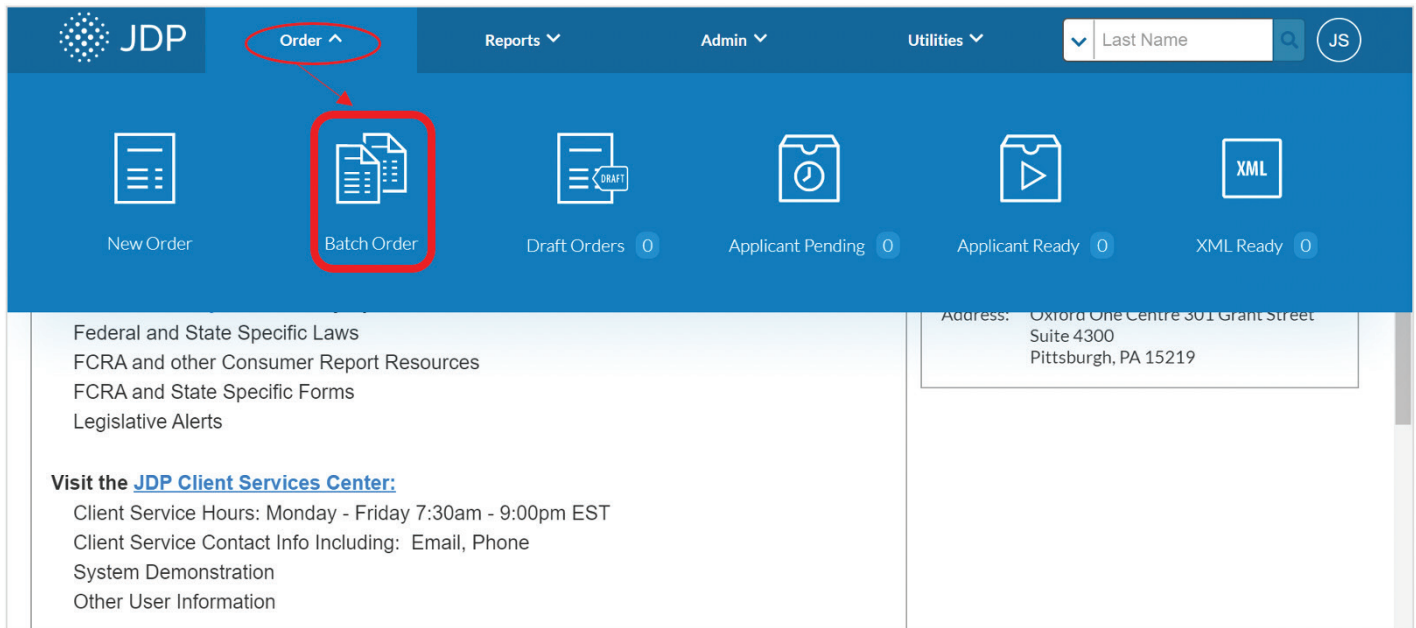 JDP
Order
Reports
Admin
Utilities
Last Name
JS
DRAFT
XML
New Order
Batch Order
Draft Orders 0
Applicant Pending 0
Applicant Ready 0
XML Ready 0
Federal and State Specific Laws
FCRA and other Consumer Report Resources
FCRA and State Specific Forms
Legislative Alerts
Visit the JDP Client Services Center:
Client Service Hours: Monday - Friday 7:30am - 9:00pm EST
Client Service Contact Info Including: Email, Phone
System Demonstration
Other User Information
Address: Oxford One Centre 301 Grant Street
Suite 4300
Pittsburgh, PA 15219